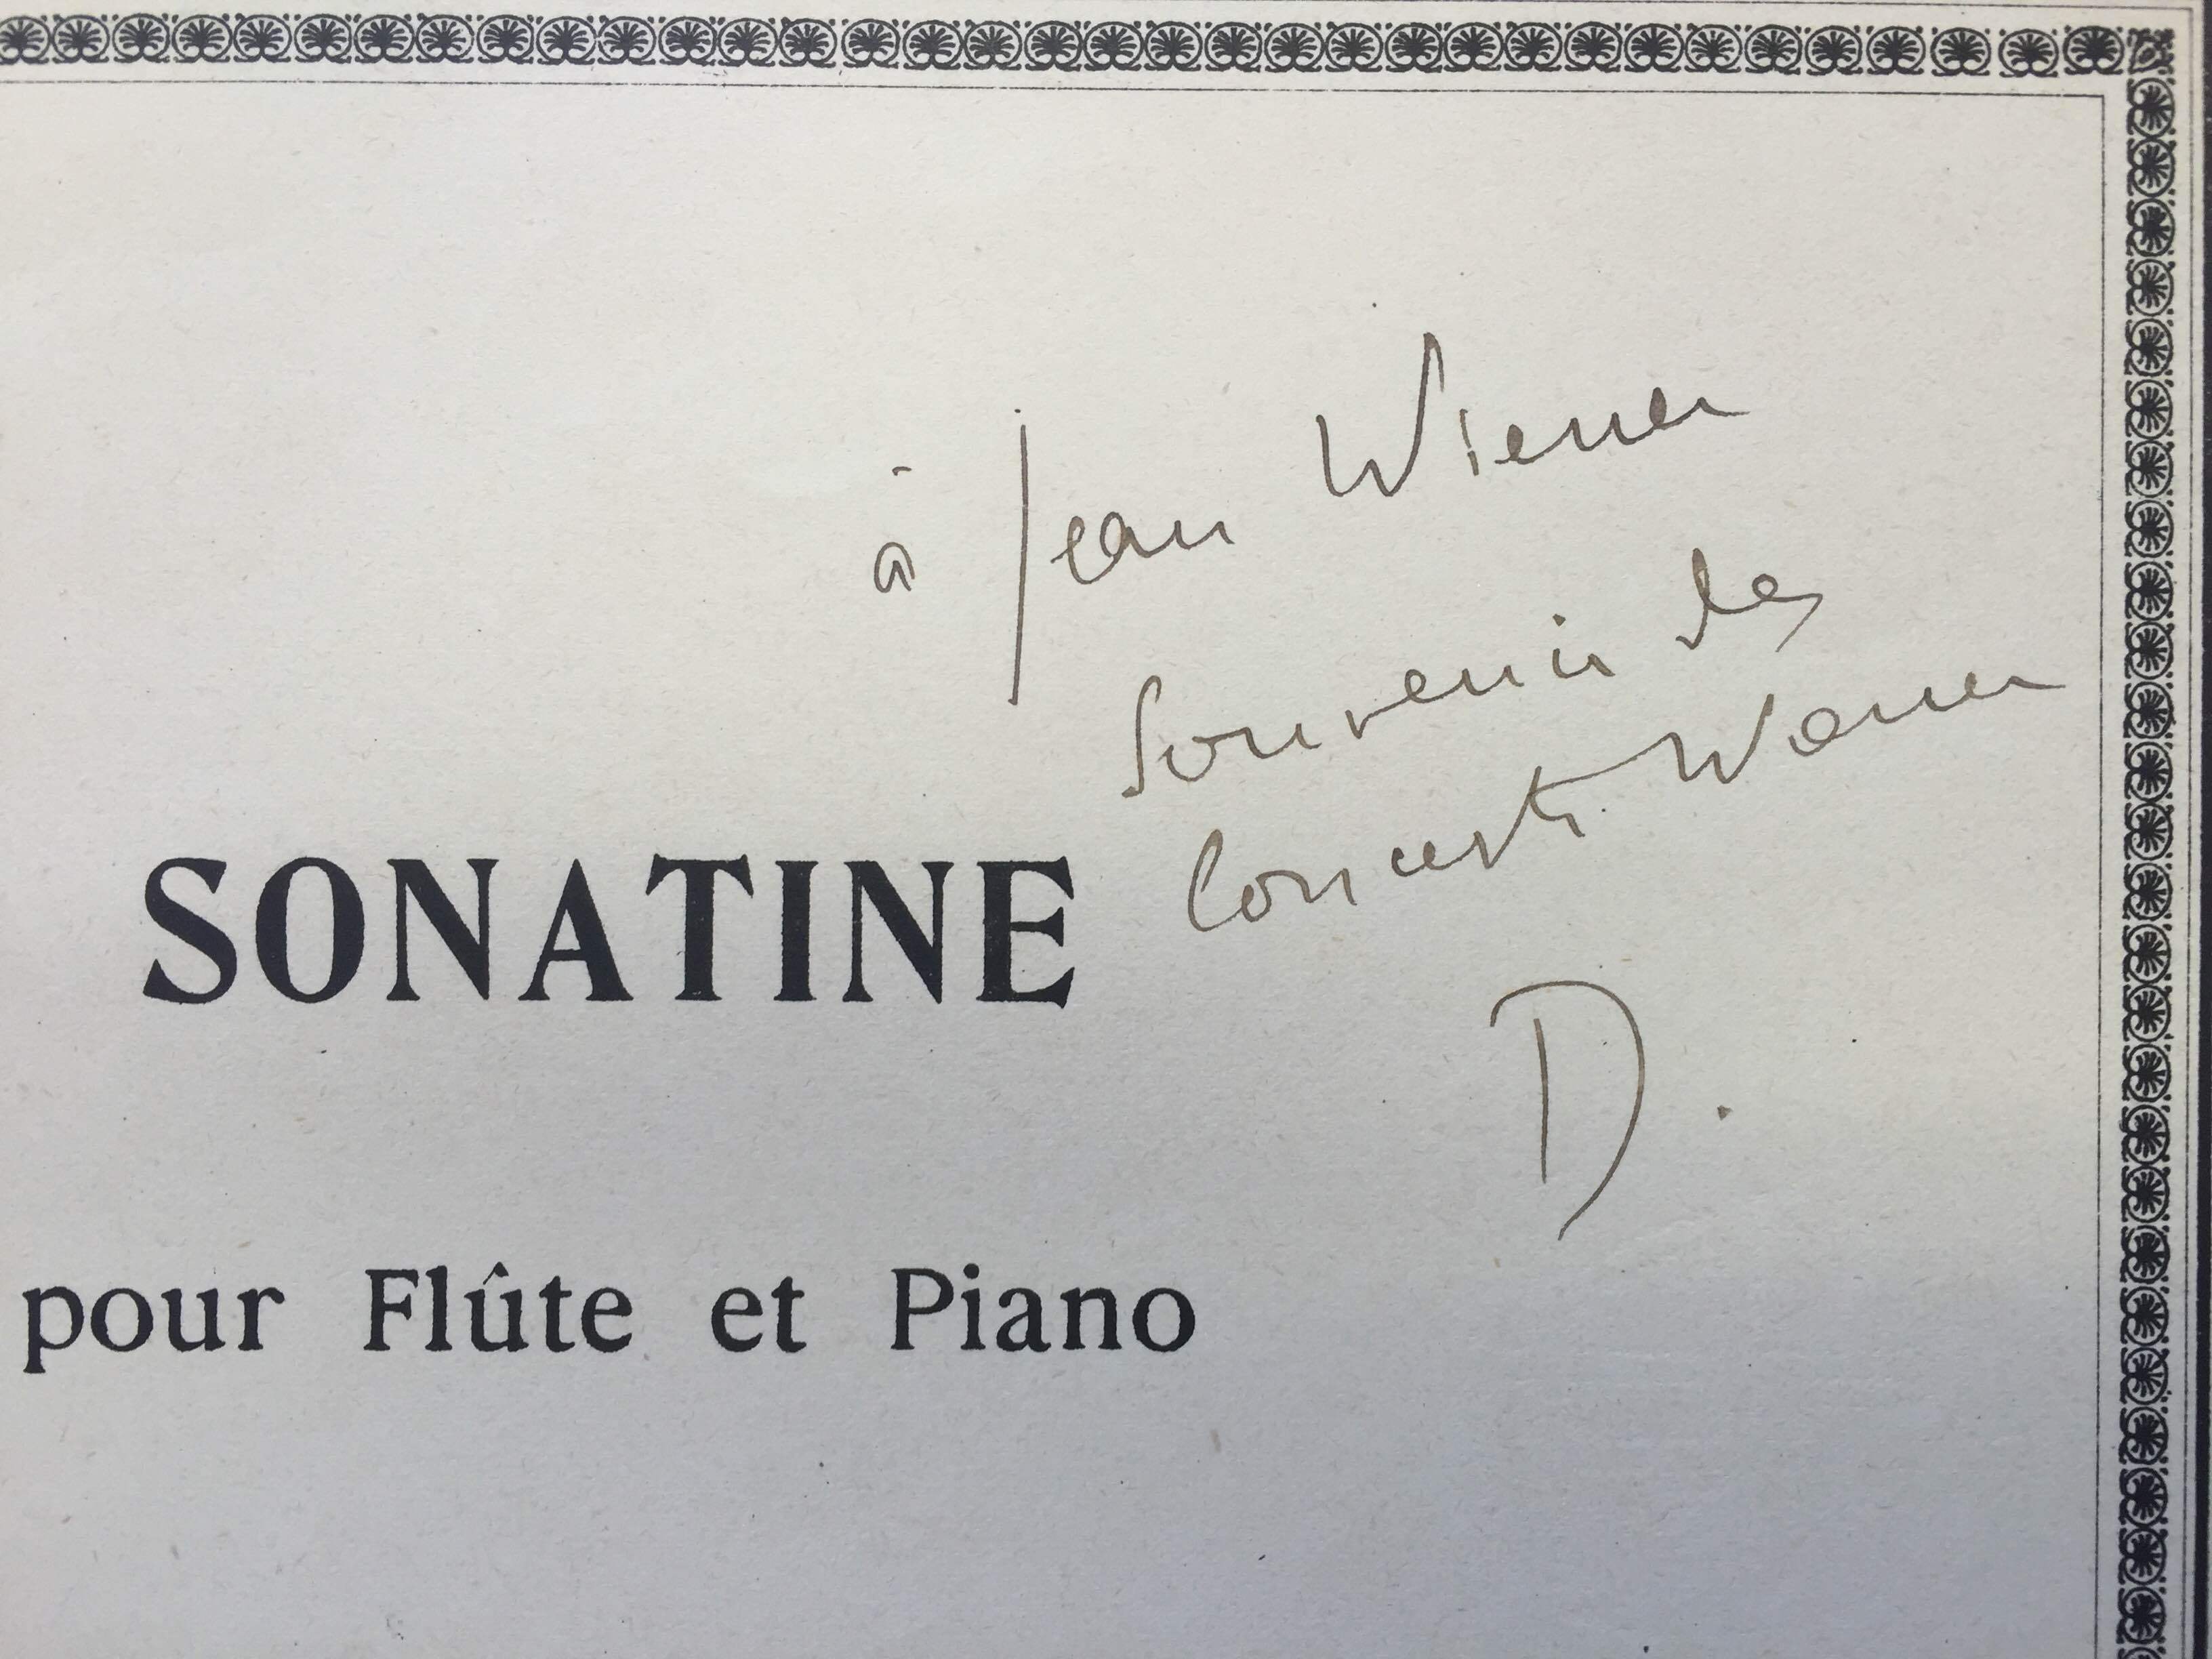 à Jean Wiener
Souvenir des
Concerts Wiener
D.
SONATINE
pour Flûte et Piano